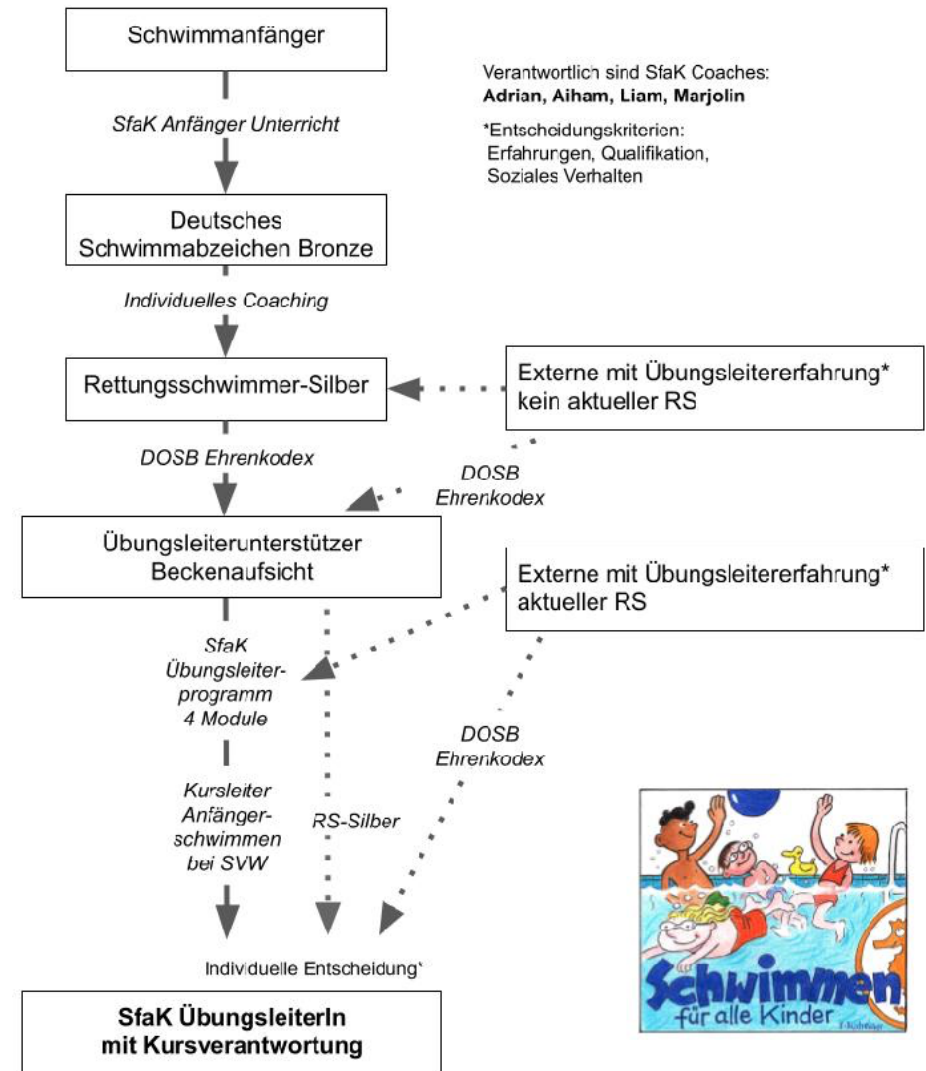 Schwimmanfänger
Verantwortlich sind SfaK Coaches:
Adrian, Aiham, Liam, Marjolin
*Entscheidungskriterien:
Erfahrungen, Qualifikation,
Soziales Verhalten
SfaK Anfänger Unterricht
Deutsches
Schwimmabzeichen Bronze
Individuelles Coaching
Rettungsschwimmer-Silber
Externe mit Übungsleitererfahrung*
kein aktueller RS
DOSB Ehrenkodex
DOSB
Ehrenkodex
Übungsleiterunterstützer
Beckenaufsicht
Externe mit Übungsleitererfahrung*
aktueller RS
SfaK
Übungsleiter-
programm
4 Module
DOSB
Ehrenkodex
Kursleiter
Anfänger-
schwimmen
bei SVW
RS-Silber
Individuelle Entscheidung*
SfaK ÜbungsleiterIn
mit Kursverantwortung
Schwimmen
für alle Kinder